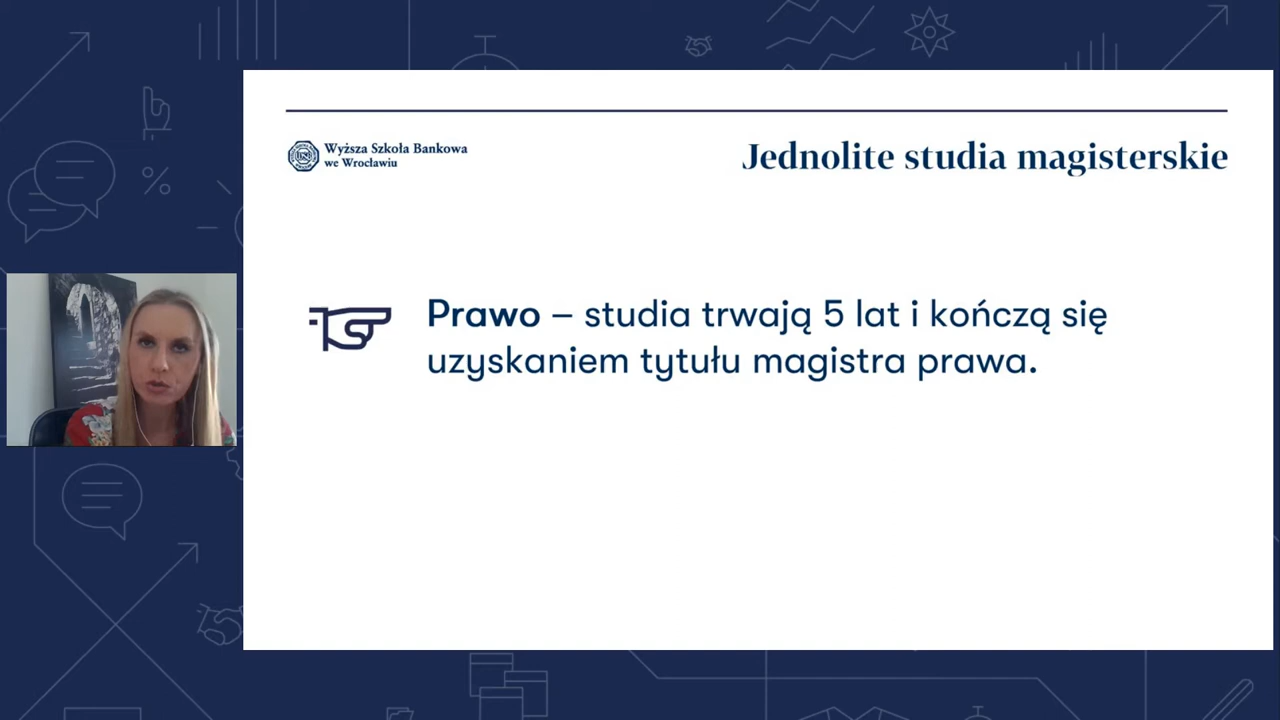 Wyższa Szkoła Bankowa
we Wrocławiu
Jednolite studia magisterskie
Prawo – studia trwają 5 lat i kończą się
uzyskaniem tytułu magistra prawa.
%